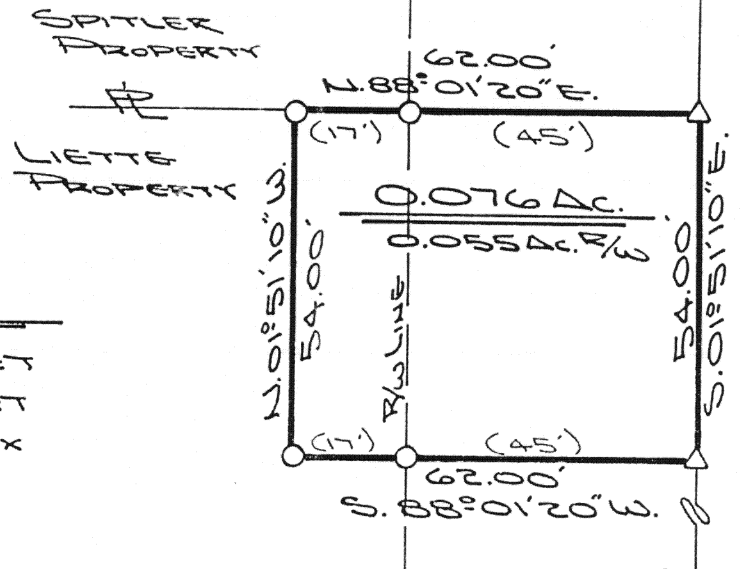 SPITLER
PROPERTY
62.00'
N.88°01'20"E.
PL
(17')
(45')
LIETTE
PROPERTY
0.076 Ac.
0.055 Ac. R/W
N.01°51'10"W.
54.00'
R/W LINE
54.00'
S.01°51'10"E.
(17')
(45')
62.00'
S.88°01'20"W.